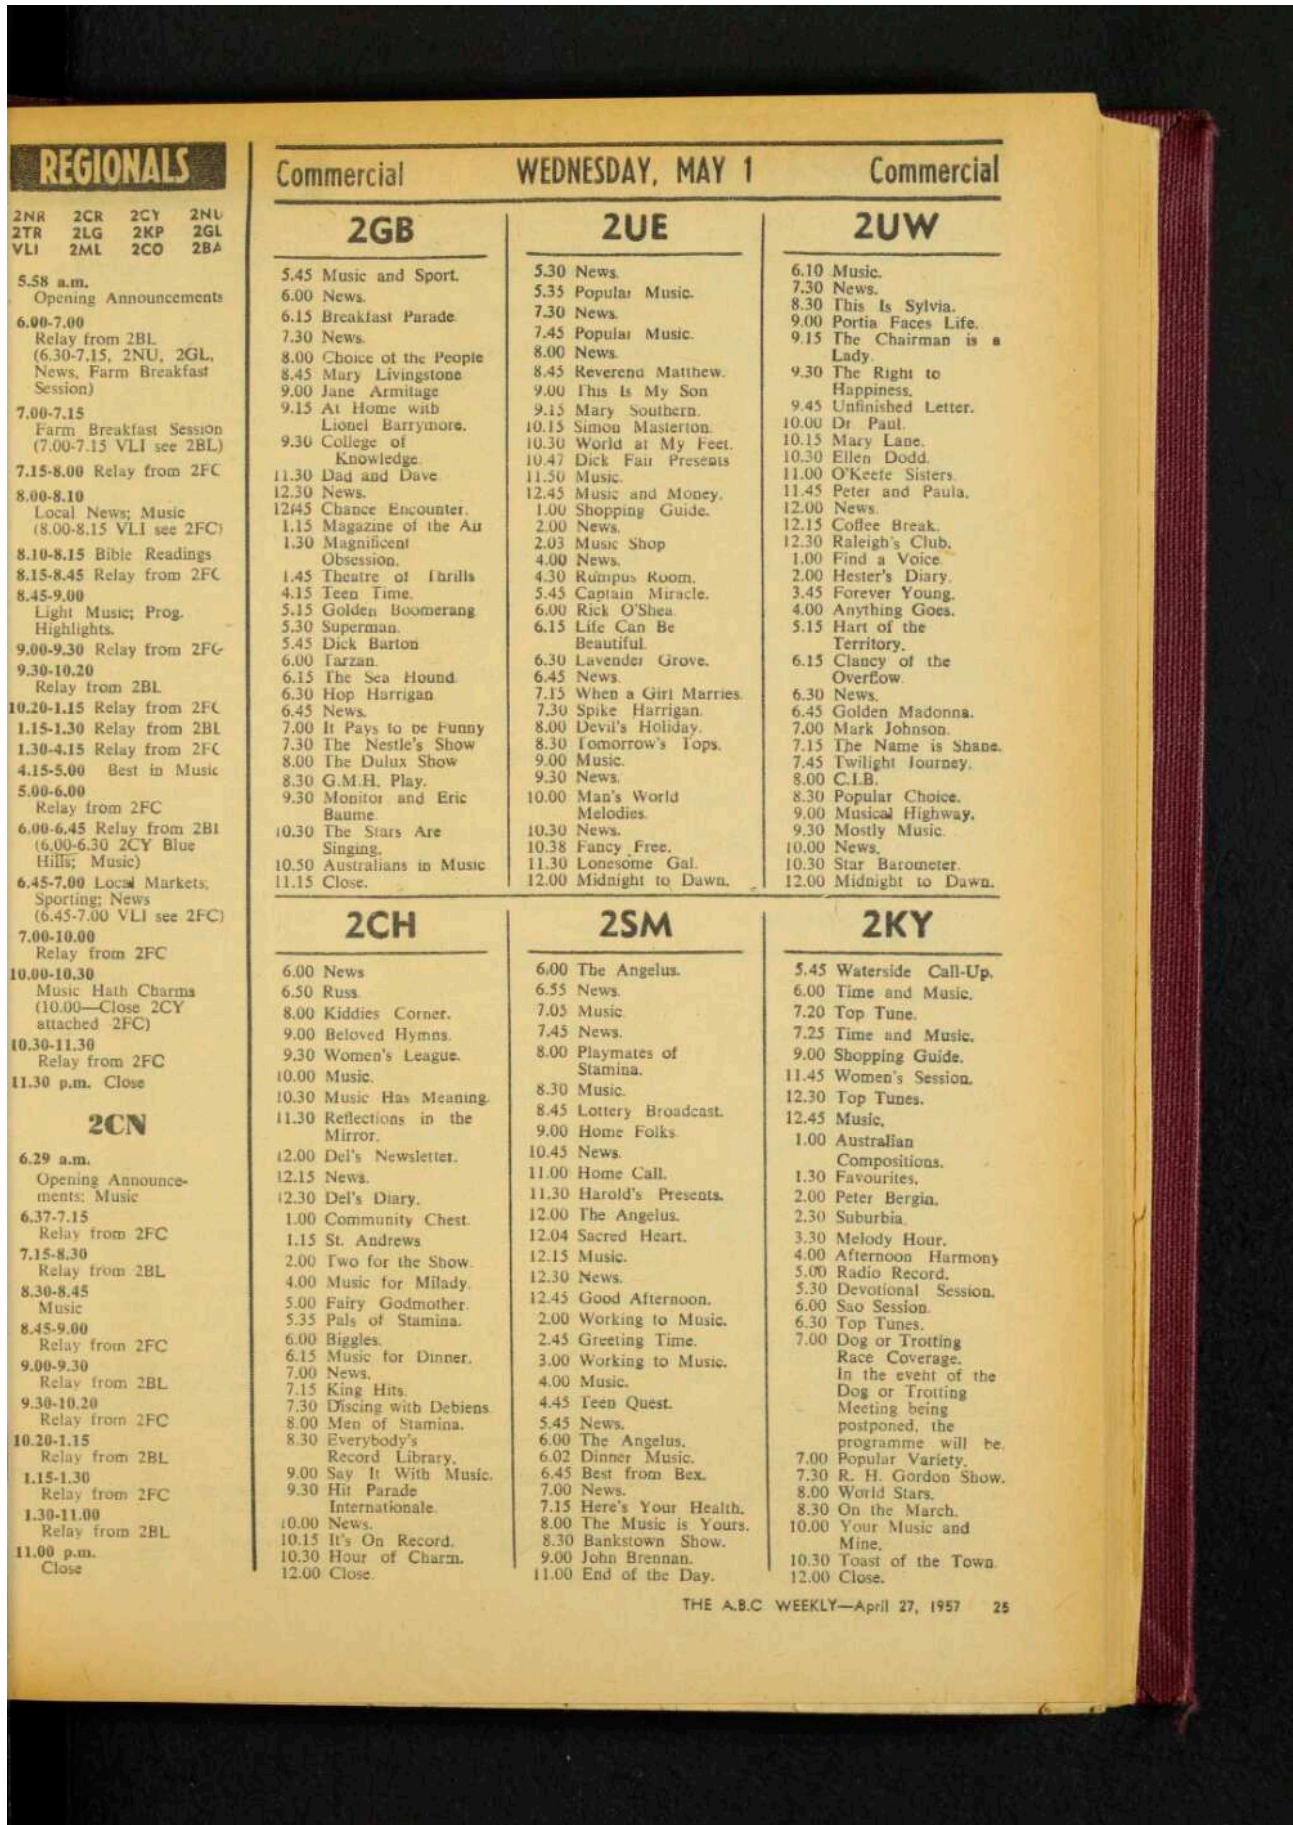 REGIONALS
2NR 2CR 2CY 2NU
2TR 2LG 2KP 2GL
VLI 2ML 2CO 2BA
5.58 a.m.
Opening Announcements
6.00-7.00
Relay from 2BL
(6.30-7.15, 2NU, 2GL,
News, Farm Breakfast
Session)
7.00-7.15
Farm Breakfast Session
(7.00-7.15 VLI see 2BL)
7.15-8.00 Relay from 2FC
8.00-8.10
Local News; Music
(8.00-8.15 VLI see 2FC)
8.10-8.15 Bible Readings
8.15-8.45 Relay from 2FC
8.45-9.00
Light Music; Prog.
Highlights.
9.00-9.30 Relay from 2FC
9.30-10.20
Relay from 2BL
10.20-1.15 Relay from 2FC
1.15-1.30 Relay from 2BL
1.30-4.15 Relay from 2FC
4.15-5.00 Best in Music
5.00-6.00
Relay from 2FC
6.00-6.45 Relay from 2BL
(6.00-6.30 2CY Blue
Hills; Music)
6.45-7.00 Local Markets;
Sporting; News
(6.45-7.00 VLI see 2FC)
7.00-10.00
Relay from 2FC
10.00-10.30
Music Hath Charms
(10.00—Close 2CY
attached 2FC)
10.30-11.30
Relay from 2FC
11.30 p.m. Close
2CN
6.29 a.m.
Opening Announce-
ments; Music
6.37-7.15
Relay from 2FC
7.15-8.30
Relay from 2BL
8.30-8.45
Music
8.45-9.00
Relay from 2FC
9.00-9.30
Relay from 2BL
9.30-10.20
Relay from 2FC
10.20-1.15
Relay from 2BL
1.15-1.30
Relay from 2FC
1.30-11.00
Relay from 2BL
11.00 p.m.
Close
Commercial WEDNESDAY, MAY 1 Commercial
2GB
5.45 Music and Sport.
6.00 News.
6.15 Breakfast Parade
7.30 News.
8.00 Choice of the People
8.45 Mary Livingstone
9.00 Jane Armitage
9.15 At Home with
Lionel Barrymore.
9.30 College of
Knowledge.
11.30 Dad and Dave
12.30 News.
12.45 Chance Encounter.
1.15 Magazine of the Air
1.30 Magnificent
Obsession.
1.45 Theatre of Thrills
4.15 Teen Time.
5.15 Golden Boomerang
5.30 Superman.
5.45 Dick Barton
6.00 Tarzan.
6.15 The Sea Hound
6.30 Hop Harrigan
6.45 News.
7.00 It Pays to be Funny
7.30 The Nestle's Show
8.00 The Dulux Show
8.30 G.M.H. Play.
9.30 Monitor and Eric
Baume.
10.30 The Stars Are
Singing.
10.50 Australians in Music
11.15 Close.
2UE
5.30 News.
5.35 Popular Music.
7.30 News.
7.45 Popular Music.
8.00 News.
8.45 Reverend Matthew.
9.00 This Is My Son
9.15 Mary Southern.
10.15 Simon Masterton.
10.30 World at My Feet.
10.47 Dick Fair Presents
11.50 Music.
12.45 Music and Money.
1.00 Shopping Guide.
2.00 News.
2.03 Music Shop
4.00 News.
4.30 Rumpus Room.
5.45 Captain Miracle.
6.00 Rick O'Shea
6.15 Life Can Be
Beautiful.
6.30 Lavender Grove.
6.45 News.
7.15 When a Girl Marries.
7.30 Spike Harrigan.
8.00 Devil's Holiday.
8.30 Tomorrow's Tops.
9.00 Music.
9.30 News.
10.00 Man's World
Melodies.
10.30 News.
10.38 Fancy Free.
11.30 Lonesome Gal.
12.00 Midnight to Dawn.
2UW
6.10 Music.
7.30 News.
8.30 This Is Sylvia.
9.00 Portia Faces Life.
9.15 The Chairman is a
Lady.
9.30 The Right to
Happiness.
9.45 Unfinished Letter.
10.00 Dr Paul.
10.15 Mary Lane.
10.30 Ellen Dodd.
11.00 O'Keefe Sisters.
11.45 Peter and Paula.
12.00 News.
12.15 Coffee Break.
12.30 Raleigh's Club.
1.00 Find a Voice
2.00 Hester's Diary.
3.45 Forever Young.
4.00 Anything Goes.
5.15 Hart of the
Territory.
6.15 Clancy of the
Overflow.
6.30 News.
6.45 Golden Madonna.
7.00 Mark Johnson.
7.15 The Name is Shane.
7.45 Twilight Journey.
8.00 C.I.B.
8.30 Popular Choice.
9.00 Musical Highway.
9.30 Mostly Music.
10.00 News.
10.30 Star Barometer.
12.00 Midnight to Dawn.
2CH
6.00 News
6.50 Russ.
8.00 Kiddies Corner.
9.00 Beloved Hymns.
9.30 Women's League.
10.00 Music.
10.30 Music Has Meaning.
11.30 Reflections in the
Mirror.
12.00 Del's Newsletter.
12.15 News.
12.30 Del's Diary.
1.00 Community Chest.
1.15 St. Andrews
2.00 Two for the Show.
4.00 Music for Milady.
5.00 Fairy Godmother.
5.35 Pals of Stamina.
6.00 Biggles.
6.15 Music for Dinner.
7.00 News.
7.15 King Hits.
7.30 Discing with Debiens.
8.00 Men of Stamina.
8.30 Everybody's
Record Library.
9.00 Say It With Music.
9.30 Hit Parade
Internationale.
10.00 News.
10.15 It's On Record.
10.30 Hour of Charm.
12.00 Close.
2SM
6.00 The Angelus.
6.55 News.
7.05 Music.
7.45 News.
8.00 Playmates of
Stamina.
8.30 Music.
8.45 Lottery Broadcast.
9.00 Home Folks.
10.45 News.
11.00 Home Call.
11.30 Harold's Presents.
12.00 The Angelus.
12.04 Sacred Heart.
12.15 Music.
12.30 News.
12.45 Good Afternoon.
2.00 Working to Music.
2.45 Greeting Time.
3.00 Working to Music.
4.00 Music.
4.45 Teen Quest.
5.45 News.
6.00 The Angelus.
6.02 Dinner Music.
6.45 Best from Bex.
7.00 News.
7.15 Here's Your Health.
8.00 The Music is Yours.
8.30 Bankstown Show.
9.00 John Brennan.
11.00 End of the Day.
2KY
5.45 Waterside Call-Up.
6.00 Time and Music.
7.20 Top Tune.
7.25 Time and Music.
9.00 Shopping Guide.
11.45 Women's Session.
12.30 Top Tunes.
12.45 Music.
1.00 Australian
Compositions.
1.30 Favourites.
2.00 Peter Bergin.
2.30 Suburbia.
3.30 Melody Hour.
4.00 Afternoon Harmony
5.00 Radio Record.
5.30 Devotional Session.
6.00 Sao Session.
6.30 Top Tunes.
7.00 Dog or Trotting
Race Coverage.
In the event of the
Dog or Trotting
Meeting being
postponed, the
programme will be.
7.00 Popular Variety.
7.30 R. H. Gordon Show.
8.00 World Stars.
8.30 On the March.
10.00 Your Music and
Mine.
10.30 Toast of the Town.
12.00 Close.
THE A.B.C WEEKLY—April 27, 1957 25